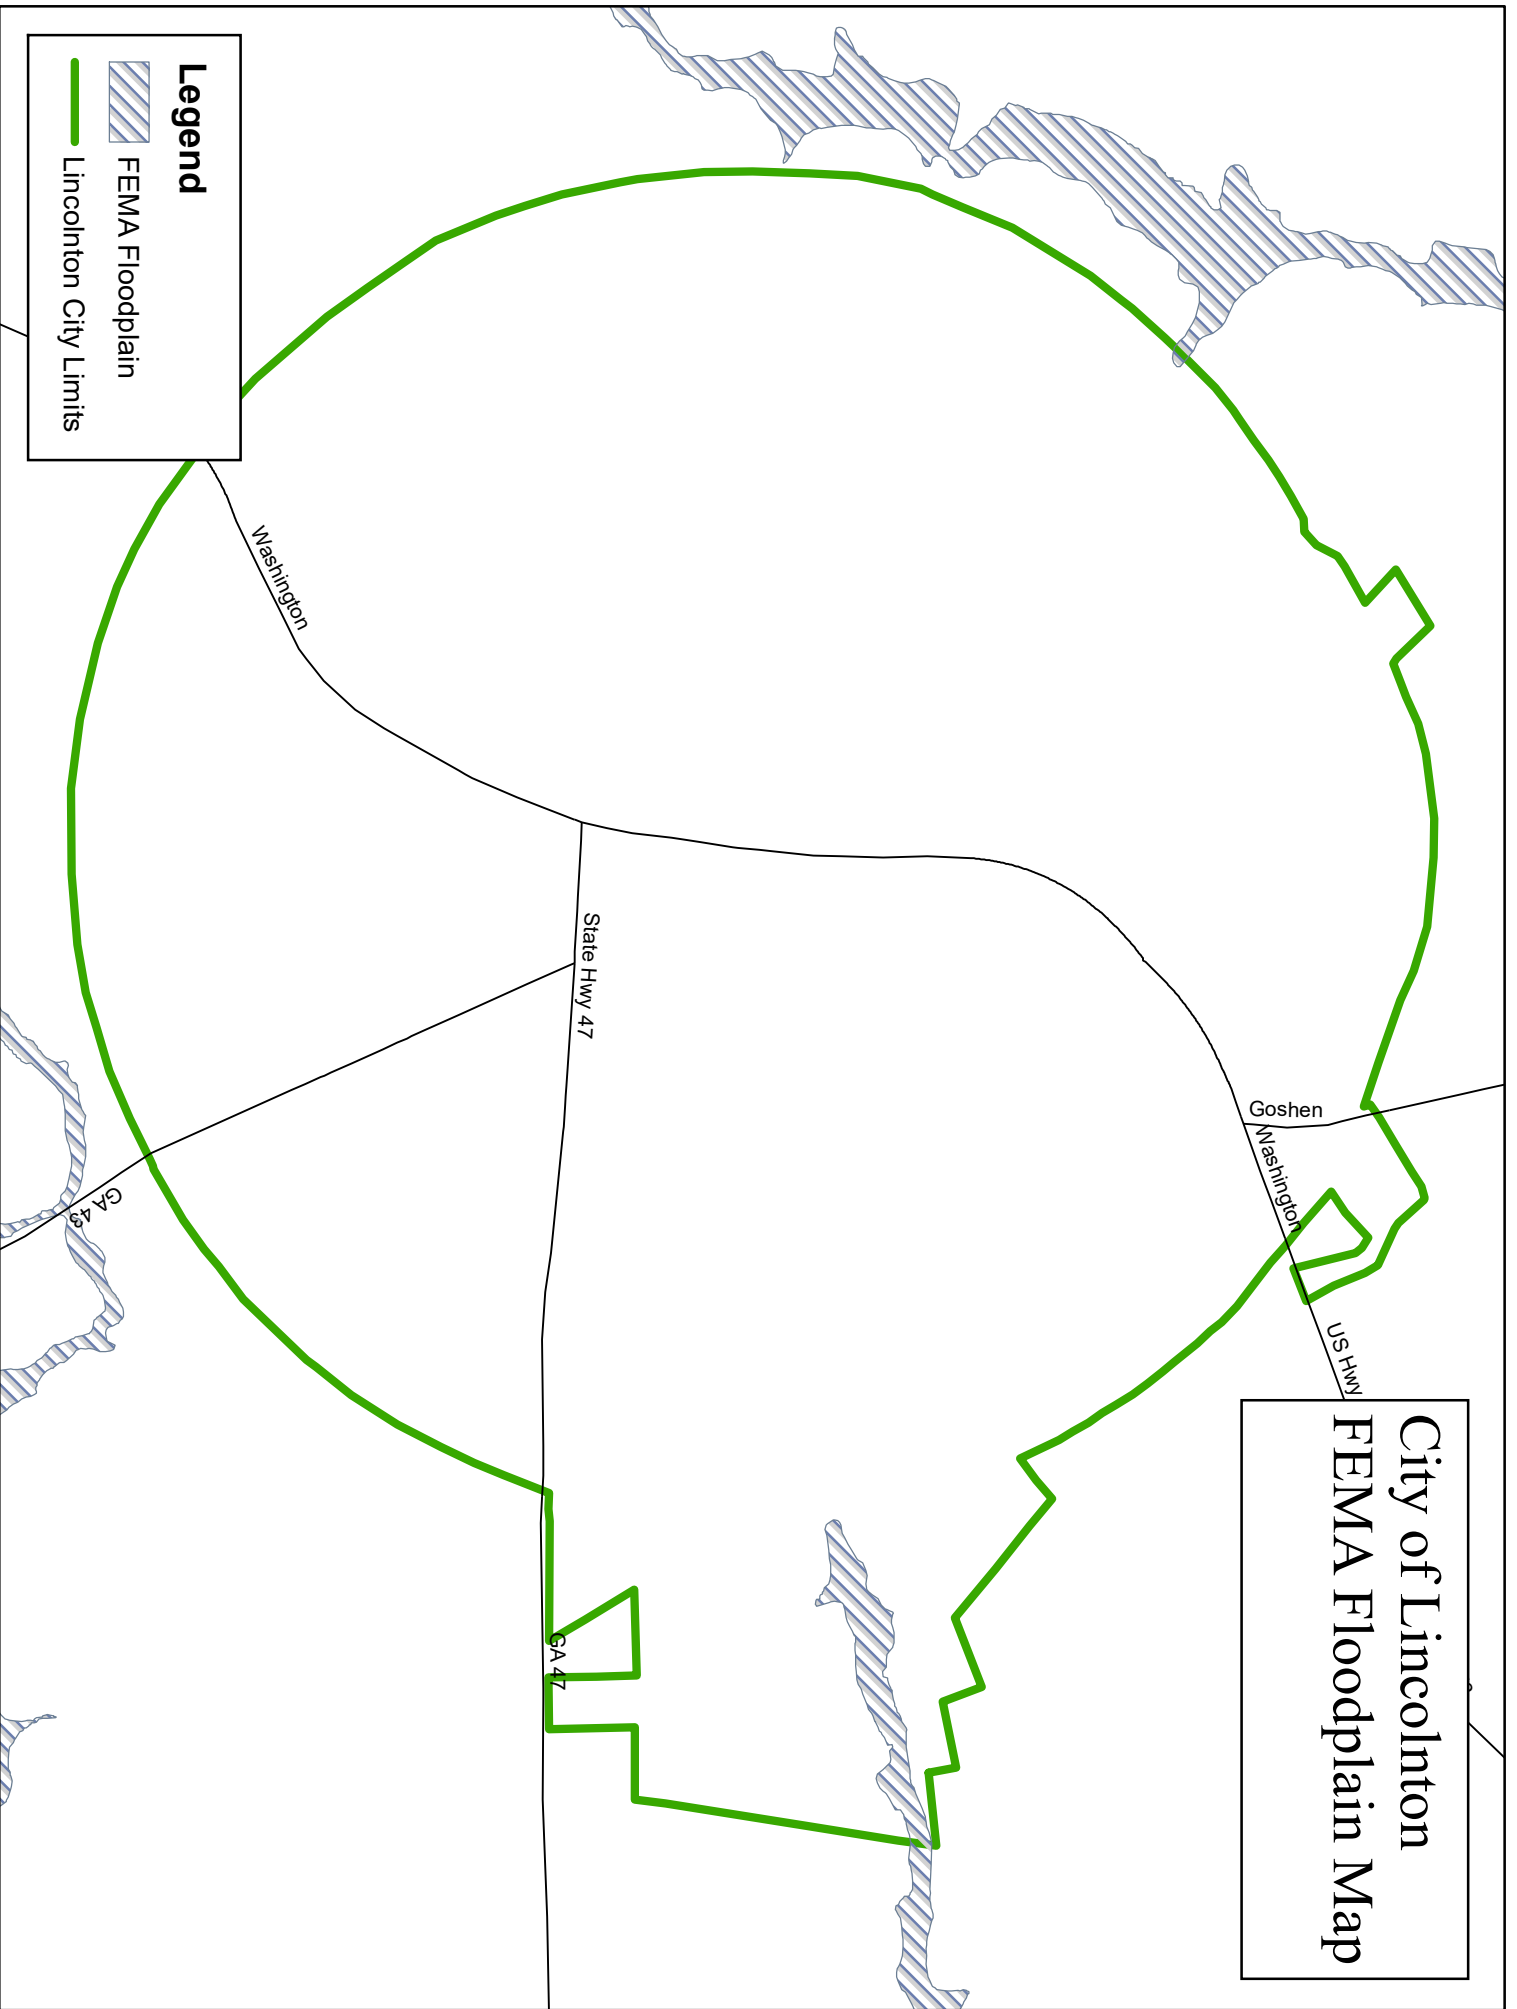 City of Lincolnton
FEMA Floodplain Map
Goshen
Washington
US Hwy
Washington
State Hwy 47
GA 47
GA 43
Legend
FEMA Floodplain
Lincolnton City Limits